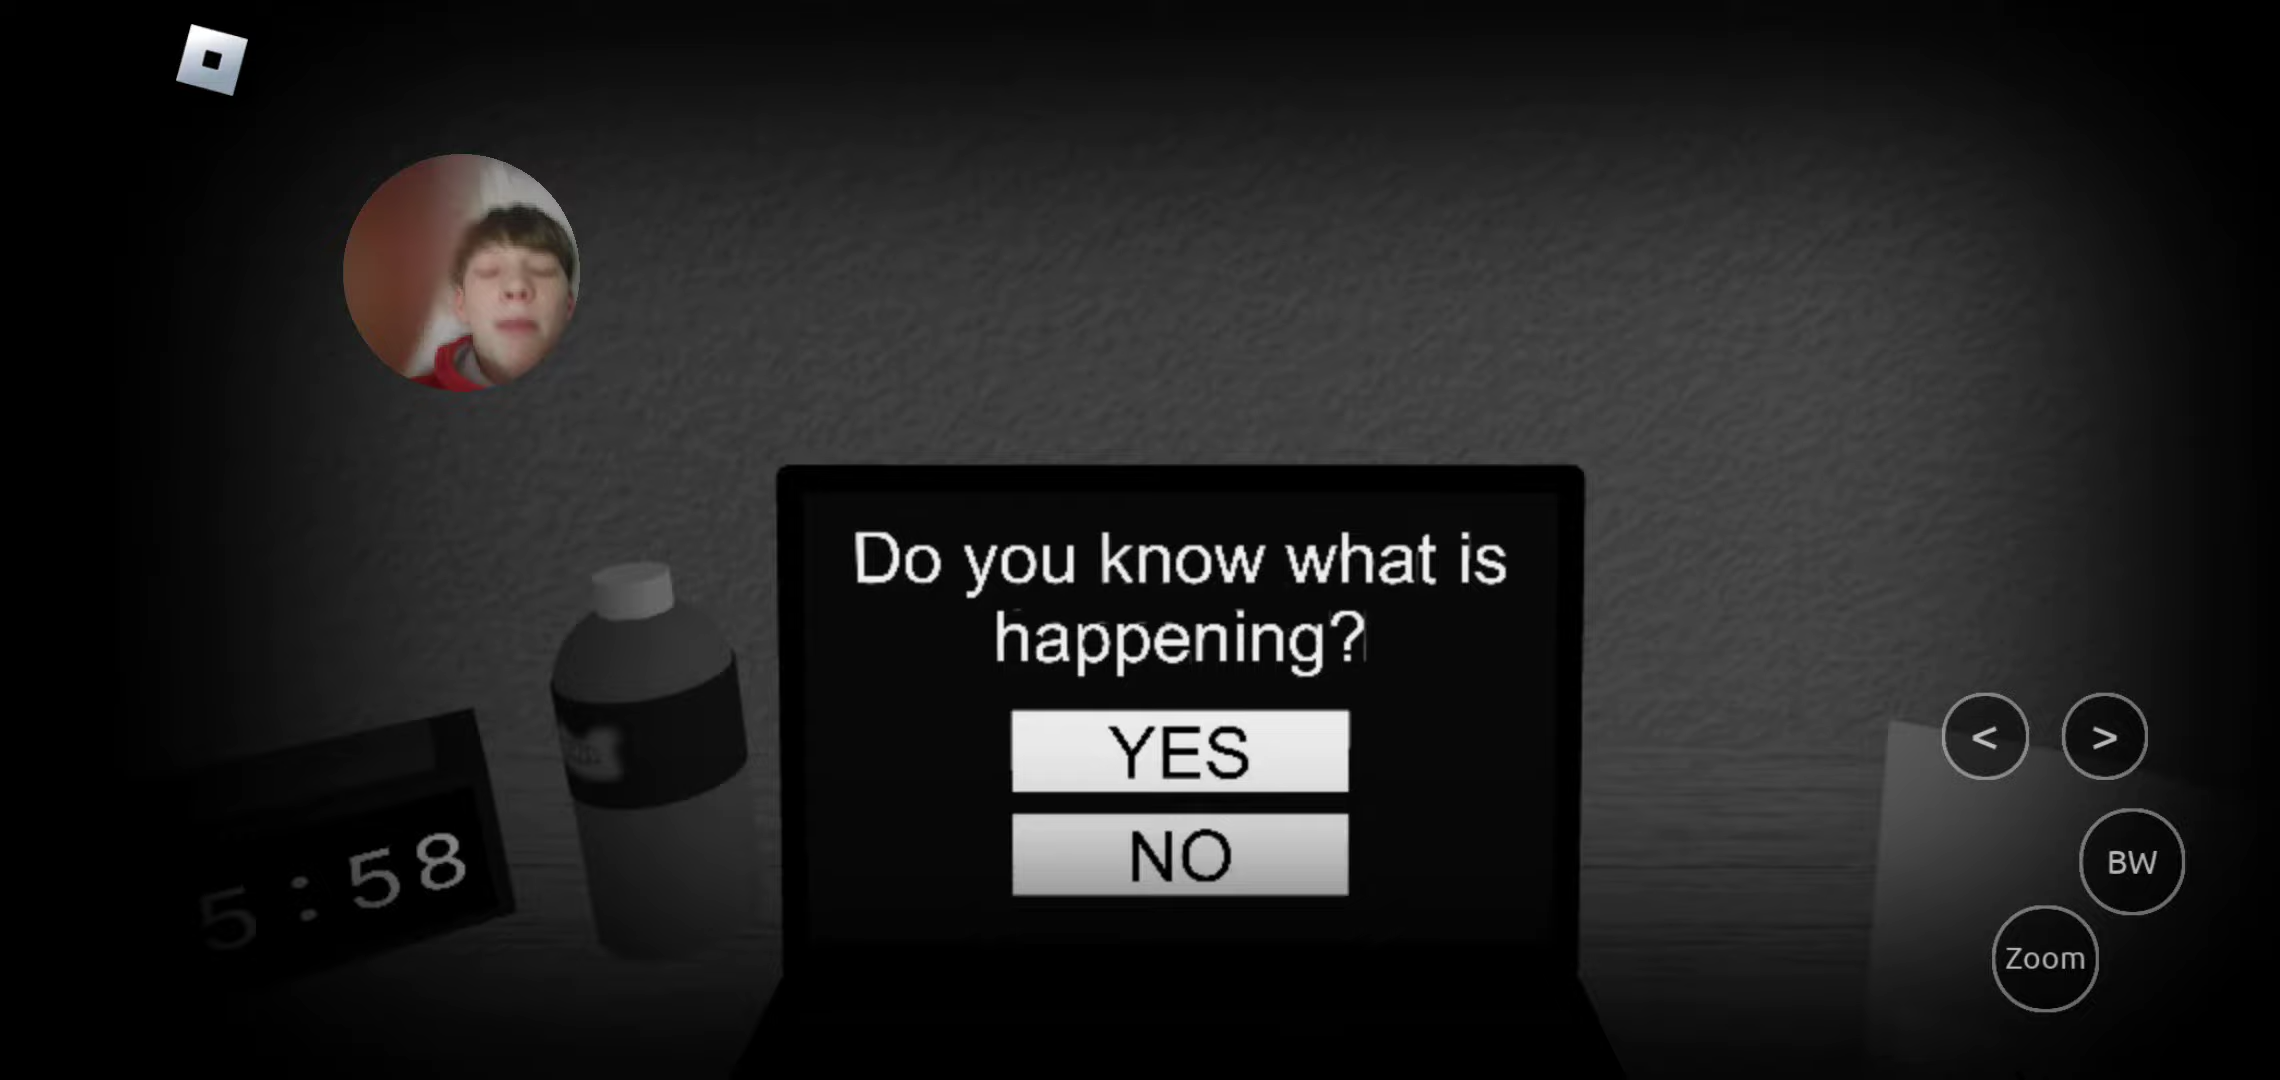 Do you know what is
happening?
YES
NO
5:58
<
>
BW
Zoom